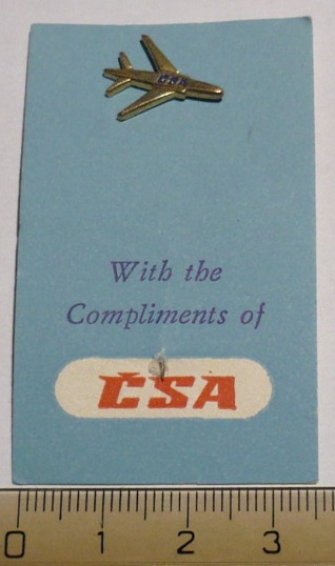 ČSA
With the
Compliments of
ČSA
0 1 2 3